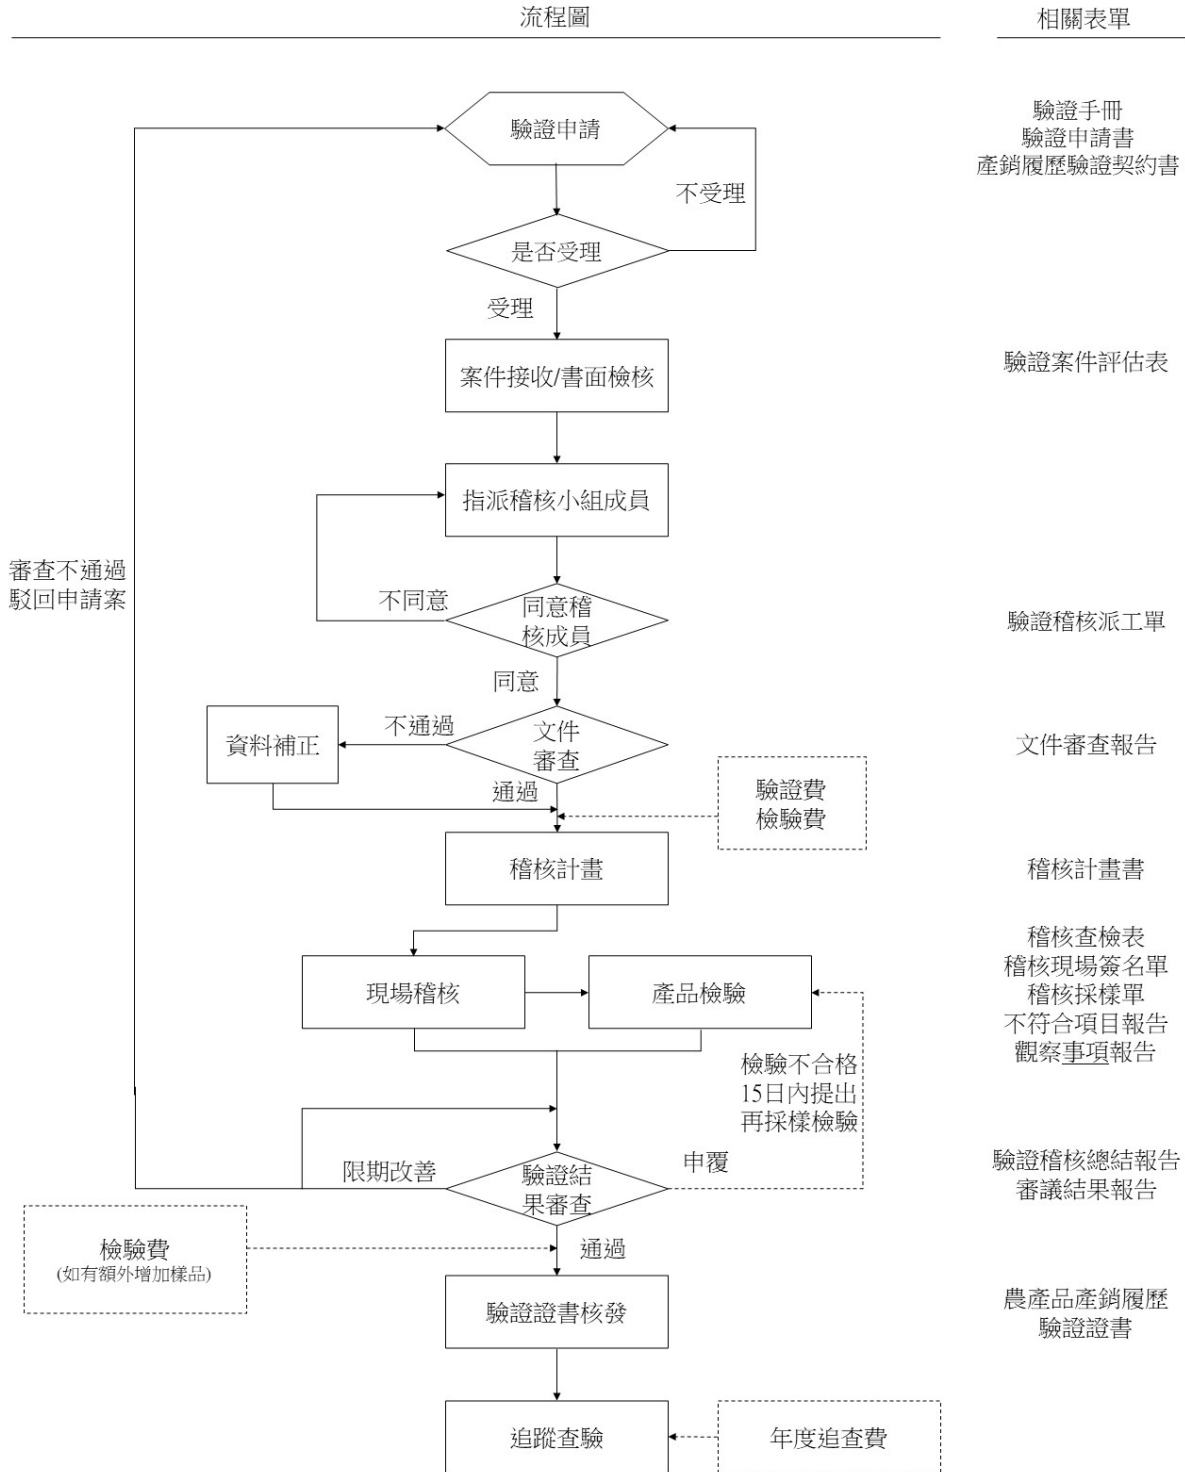 流程圖
相關表單
驗證申請
驗證手冊
驗證申請書
產銷履歷驗證契約書
不受理
是否受理
受理
案件接收/書面檢核
驗證案件評估表
指派稽核小組成員
審查不通過
駁回申請案
不同意
同意稽
核成員
驗證稽核派工單
同意
資料補正
不通過
文件
審查
文件審查報告
通過
驗證費
檢驗費
稽核計畫
稽核計畫書
現場稽核
產品檢驗
稽核查檢表
稽核現場簽名單
稽核採樣單
不符合項目報告
觀察事項報告
檢驗不合格
15日內提出
再採樣檢驗
限期改善
驗證結
果審查
申覆
驗證稽核總結報告
審議結果報告
檢驗費
(如有額外增加樣品)
通過
驗證證書核發
農產品產銷履歷
驗證證書
追蹤查驗
年度追查費